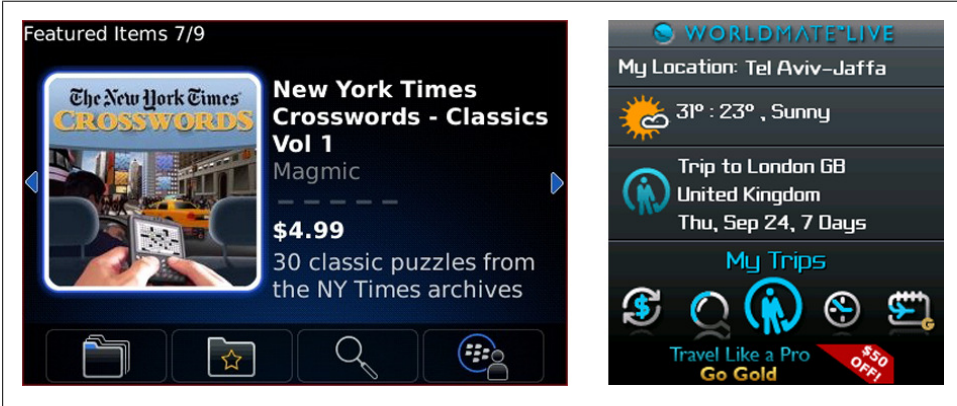 Featured Items 7/9
The New York Times
CROSSWORDS
New York Times
Crosswords - Classics
Vol 1
Magmic
$4.99
30 classic puzzles from
the NY Times archives
WORLDMATE LIVE
My Location: Tel Aviv-Jaffa
31° : 23° , Sunny
Trip to London GB
United Kingdom
Thu, Sep 24, 7 Days
My Trips
$
G
Travel Like a Pro
Go Gold
$50
OFF!